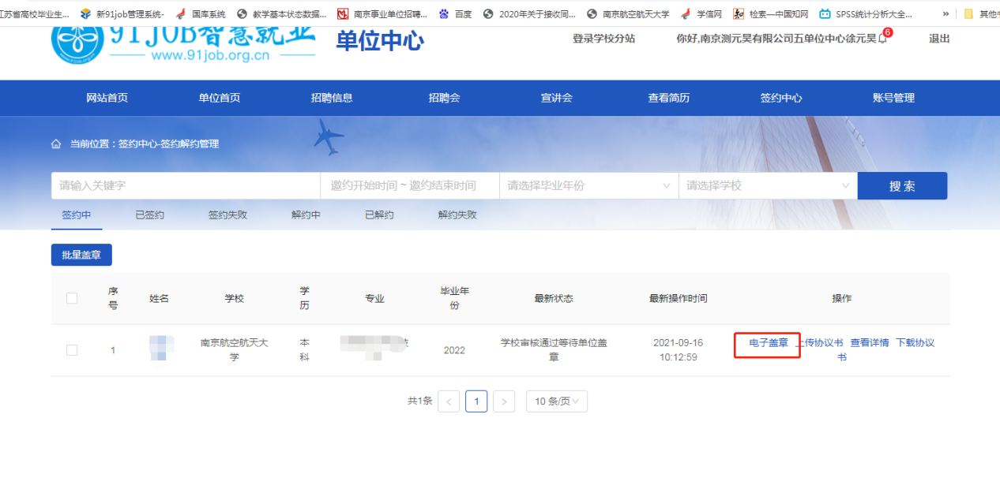 江苏省高校毕业生... 新91job管理系统- 国库系统 教学基本状态数据... 南京事业单位招聘... 百度 2020年关于接收同... 南京航空航天大学 学信网 知 检索—中国知网 SPSS统计分析大全... » 其他书
91JOB智慧就业 单位中心 登录学校分站 你好,南京测元昊有限公司五单位中心徐元昊 6 退出
www.91job.org.cn
网站首页 单位首页 招聘信息 招聘会 宣讲会 查看简历 签约中心 账号管理
当前位置：签约中心-签约解约管理
请输入关键字 邀约开始时间 ~ 邀约结束时间 请选择毕业年份 请选择学校 搜 索
签约中 已签约 签约失败 解约中 已解约 解约失败
批量盖章
序号 姓名 学校 学历 专业 毕业年份 最新状态 最新操作时间 操作
1 南京航空航天大学 本科 2022 学校审核通过等待单位盖章 2021-09-16 10:12:59 电子盖章 上传协议书 查看详情 下载协议书
共1条 < 1 > 10 条/页